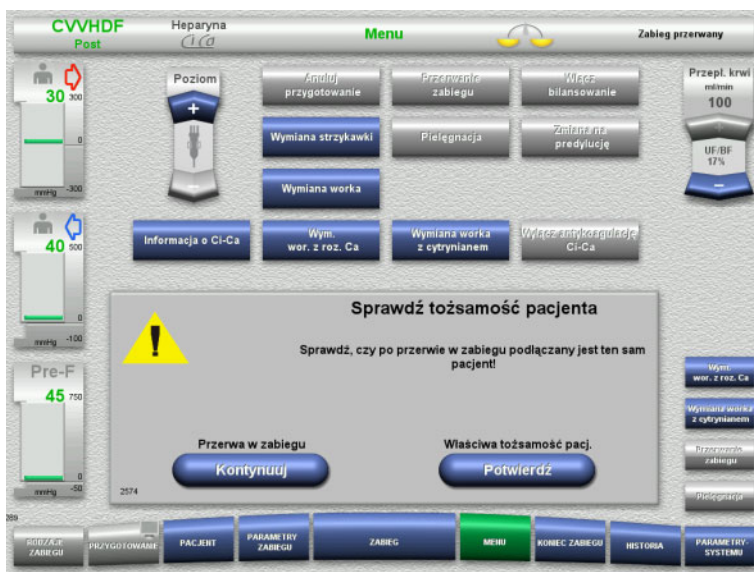 CVVHDF
Post
Heparyna
Ci Ca
Menu
Zabieg przerwany
30
300
0
mmHg
-300
40
500
0
mmHg
-100
Pre-F
45
750
0
mmHg
-50
Poziom
+
−
Anuluj
przygotowanie
Przerwanie
zabiegu
Włącz
bilansowanie
Wymiana strzykawki
Pielęgnacja
Zmiana na
predylucję
Wymiana worka
Informacja o Ci-Ca
Wym.
wor. z roz. Ca
Wymiana worka
z cytrynianem
Wyłącz antykoagulację
Ci-Ca
Przepł. krwi
ml/min
100
+
UF/BF
17%
−
!
Sprawdź tożsamość pacjenta
Sprawdź, czy po przerwie w zabiegu podłączany jest ten sam
pacjent!
Przerwa w zabiegu
Kontynuuj
Właściwa tożsamość pacj.
Potwierdź
2574
Wym.
wor. z roz. Ca
Wymiana worka
z cytrynianem
Przerwanie
zabiegu
Pielęgnacja
RODZAJE
ZABIEGU
PRZYGOTOWANIE
PACJENT
PARAMETRY
ZABIEGU
ZABIEG
MENU
KONIEC ZABIEGU
HISTORIA
PARAMETRY-
SYSTEMU